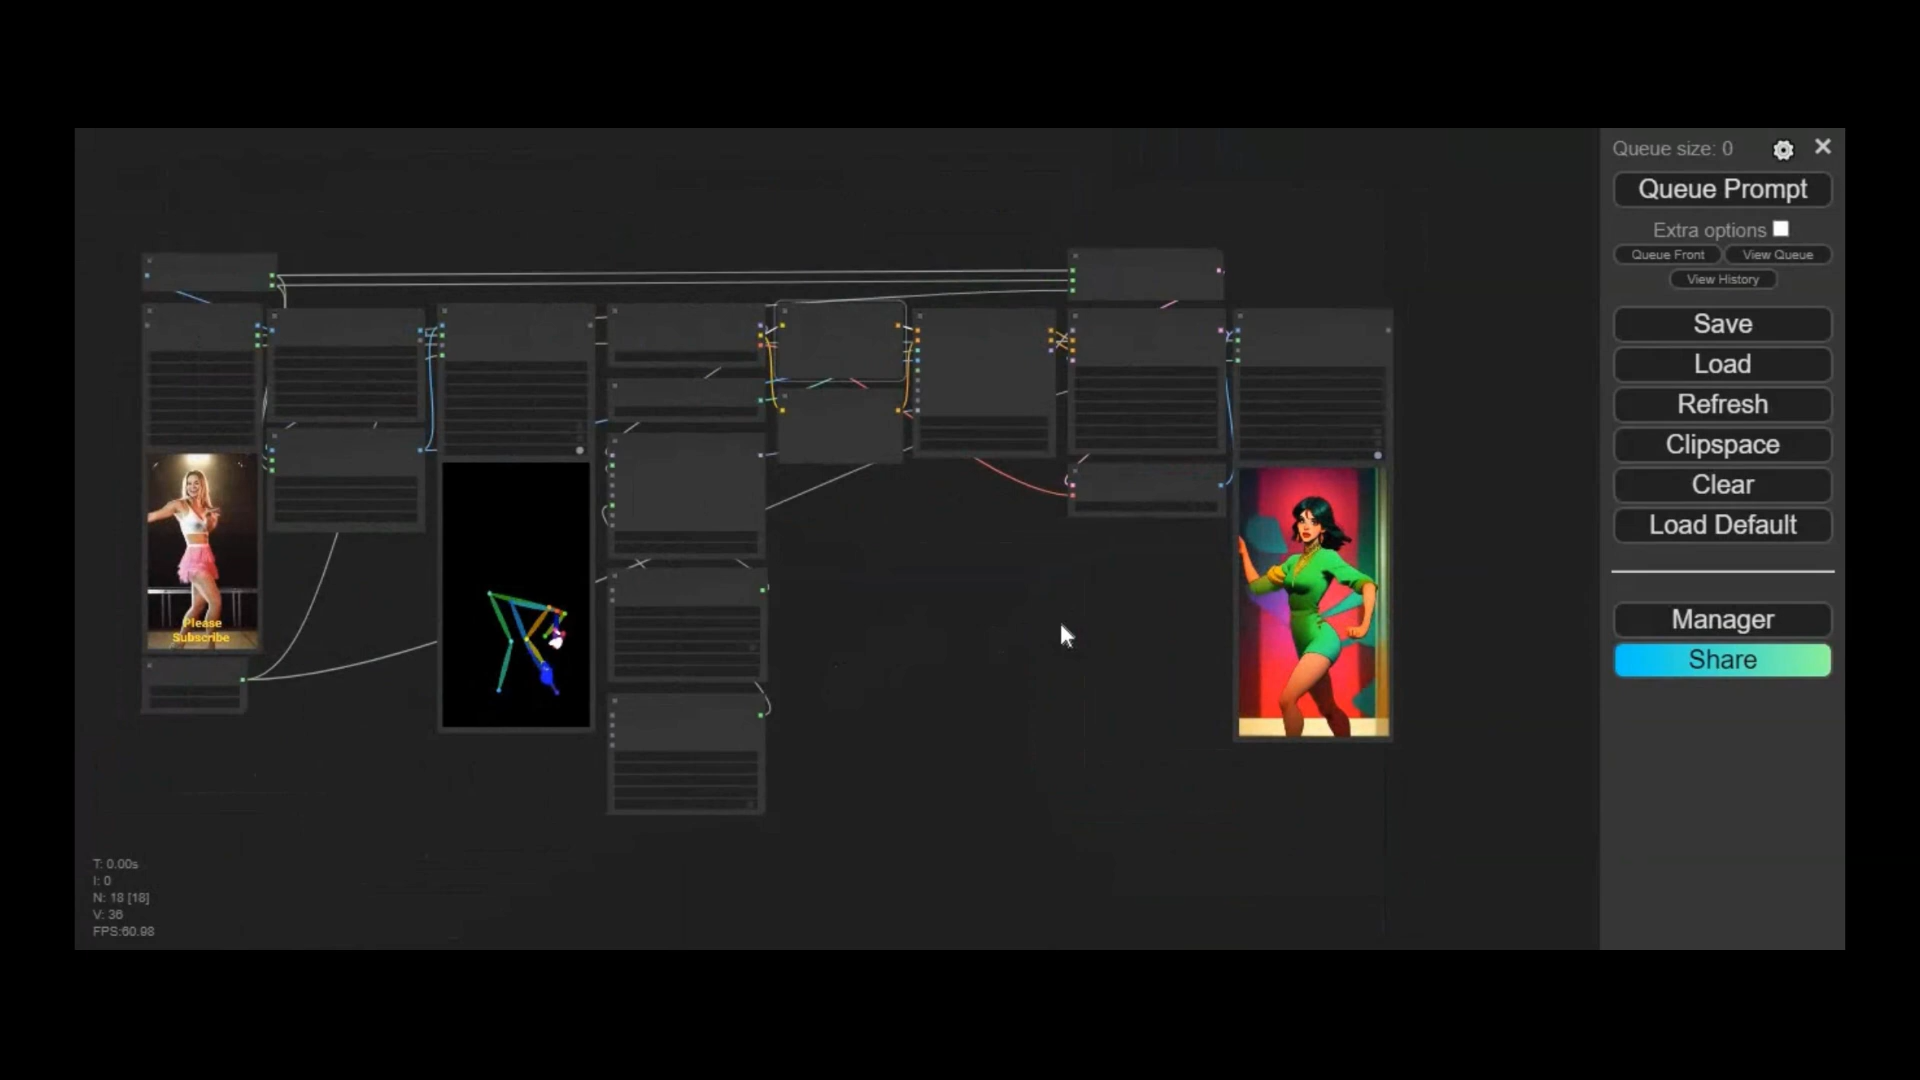 Queue size: 0
Queue Prompt
Extra options
Queue Front
View Queue
View History
Save
Load
Refresh
Clipspace
Clear
Load Default
Manager
Share
Please
Subscribe
T: 0.00s
I: 0
N: 18 [18]
V: 36
FPS:60.98